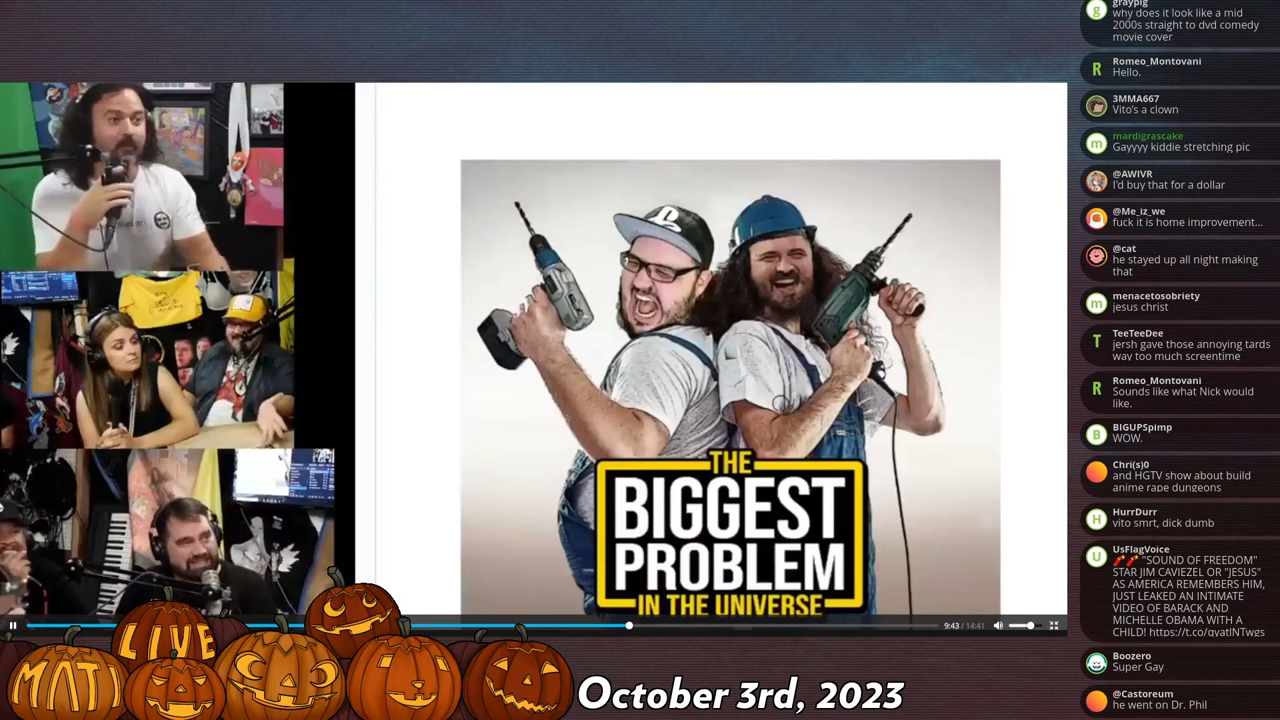 graypig
why does it look like a mid
2000s straight to dvd comedy
movie cover
Romeo_Montovani
Hello.
3MMA667
Vito's a clown
mardigrascake
Gayyyy kiddie stretching pic
@AWIVR
I'd buy that for a dollar
@Me_iz_we
fuck it is home improvement...
@cat
he stayed up all night making
that
menacetosobriety
jesus christ
TeeTeeDee
jersh gave those annoying tards
way too much screentime
Romeo_Montovani
Sounds like what Nick would
like.
BIGUPSpimp
WOW.
Chri(s)0
and HGTV show about build
anime rape dungeons
HurrDurr
vito smrt, dick dumb
UsFlagVoice
"SOUND OF FREEDOM"
STAR JIM CAVIEZEL OR "JESUS"
AS AMERICA REMEMBERS HIM,
JUST LEAKED AN INTIMATE
VIDEO OF BARACK AND
MICHELLE OBAMA WITH A
CHILD! https://t.co/qvatlNTwgs
Boozero
Super Gay
@Castoreum
he went on Dr. Phil
THE
BIGGEST
PROBLEM
IN THE UNIVERSE
9:43 / 14:41
LIVE
MATI
October 3rd, 2023